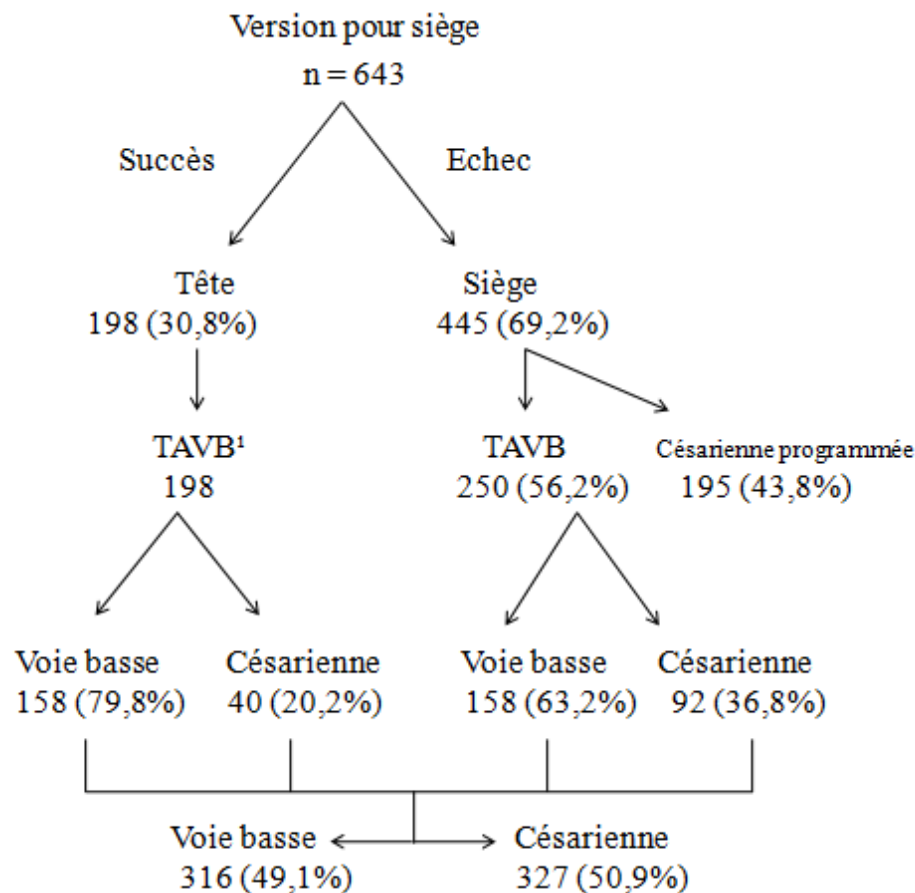 Version pour siège
n = 643
Succès Echec
Tête Siège
198 (30,8%) 445 (69,2%)
TAVB¹ TAVB Césarienne programmée
198 250 (56,2%) 195 (43,8%)
Voie basse Césarienne Voie basse Césarienne
158 (79,8%) 40 (20,2%) 158 (63,2%) 92 (36,8%)
Voie basse Césarienne
316 (49,1%) 327 (50,9%)